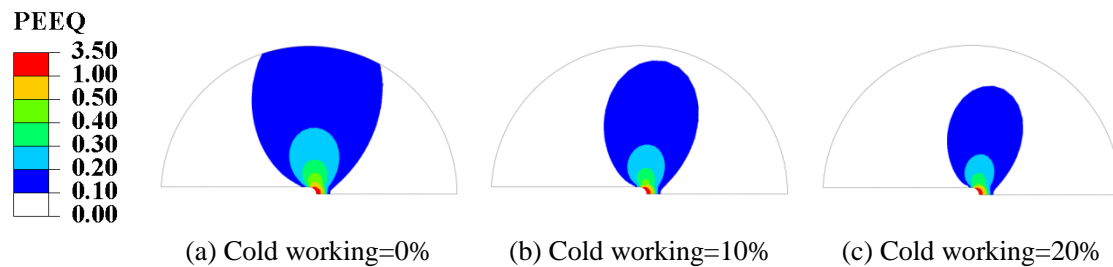 PEEQ
3.50
1.00
0.50
0.40
0.30
0.20
0.10
0.00
(a) Cold working=0%
(b) Cold working=10%
(c) Cold working=20%